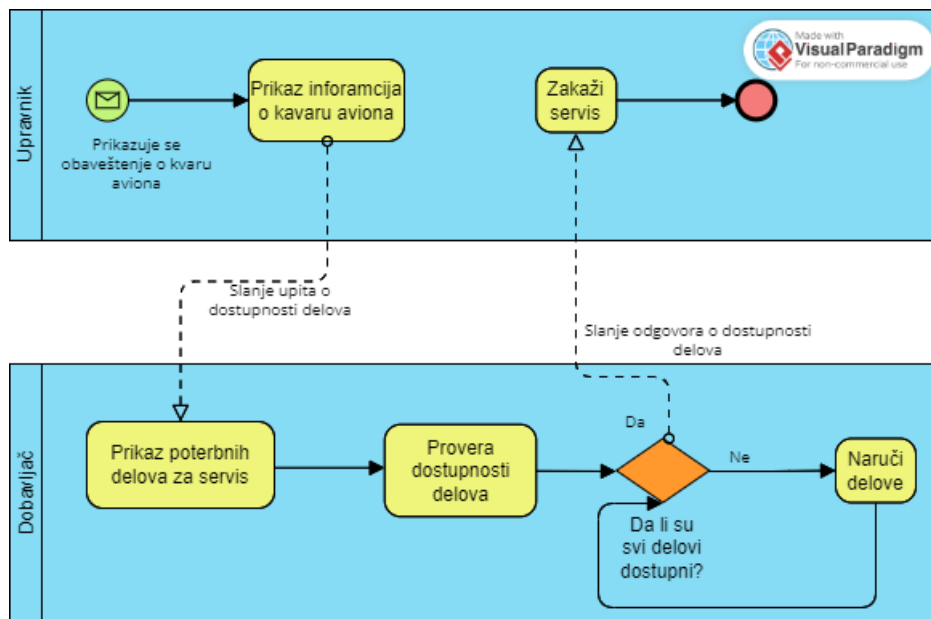 Upravnik
Made with
Visual Paradigm
For non-commercial use
Prikaz inforamcija
o kavaru aviona
Zakaži
servis
Prikazuje se
obaveštenje o kvaru
aviona
Slanje upita o
dostupnosti delova
Slanje odgovora o dostupnosti
delova
Dobavljač
Prikaz poterbnih
delova za servis
Provera
dostupnosti
delova
Da
Ne
Naruči
delove
Da li su
svi delovi
dostupni?